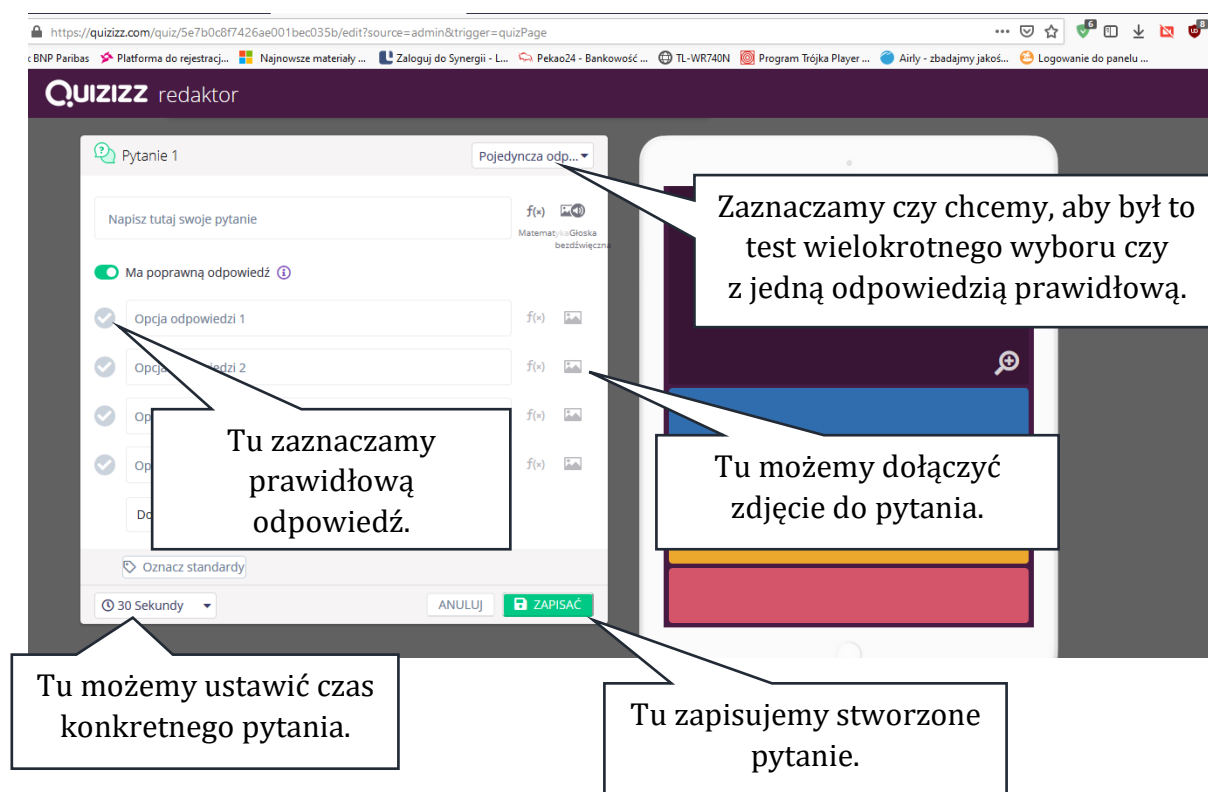 https://quizizz.com/quiz/5e7b0c8f7426ae001bec035b/edit?source=admin&trigger=quizPage
BNP Paribas Platforma do rejestracj... Najnowsze materiały ... Zaloguj do Synergii - L... Pekao24 - Bankowość ... TL-WR740N Program Trójka Player ... Airly - zbadajmy jakoś... Logowanie do panelu ...
QUIZIZZ redaktor
Pytanie 1
Pojedyncza odp...
Napisz tutaj swoje pytanie
f(x)
Matematyka Głoska
bezdźwięczna
Zaznaczamy czy chcemy, aby był to
test wielokrotnego wyboru czy
z jedną odpowiedzią prawidłową.
Ma poprawną odpowiedź
Opcja odpowiedzi 1 f(x)
Opcja odpowiedzi 2 f(x)
Op f(x)
Op f(x)
Do
Tu zaznaczamy
prawidłową
odpowiedź.
Tu możemy dołączyć
zdjęcie do pytania.
Oznacz standardy
30 Sekundy
ANULUJ
ZAPISAĆ
Tu możemy ustawić czas
konkretnego pytania.
Tu zapisujemy stworzone
pytanie.